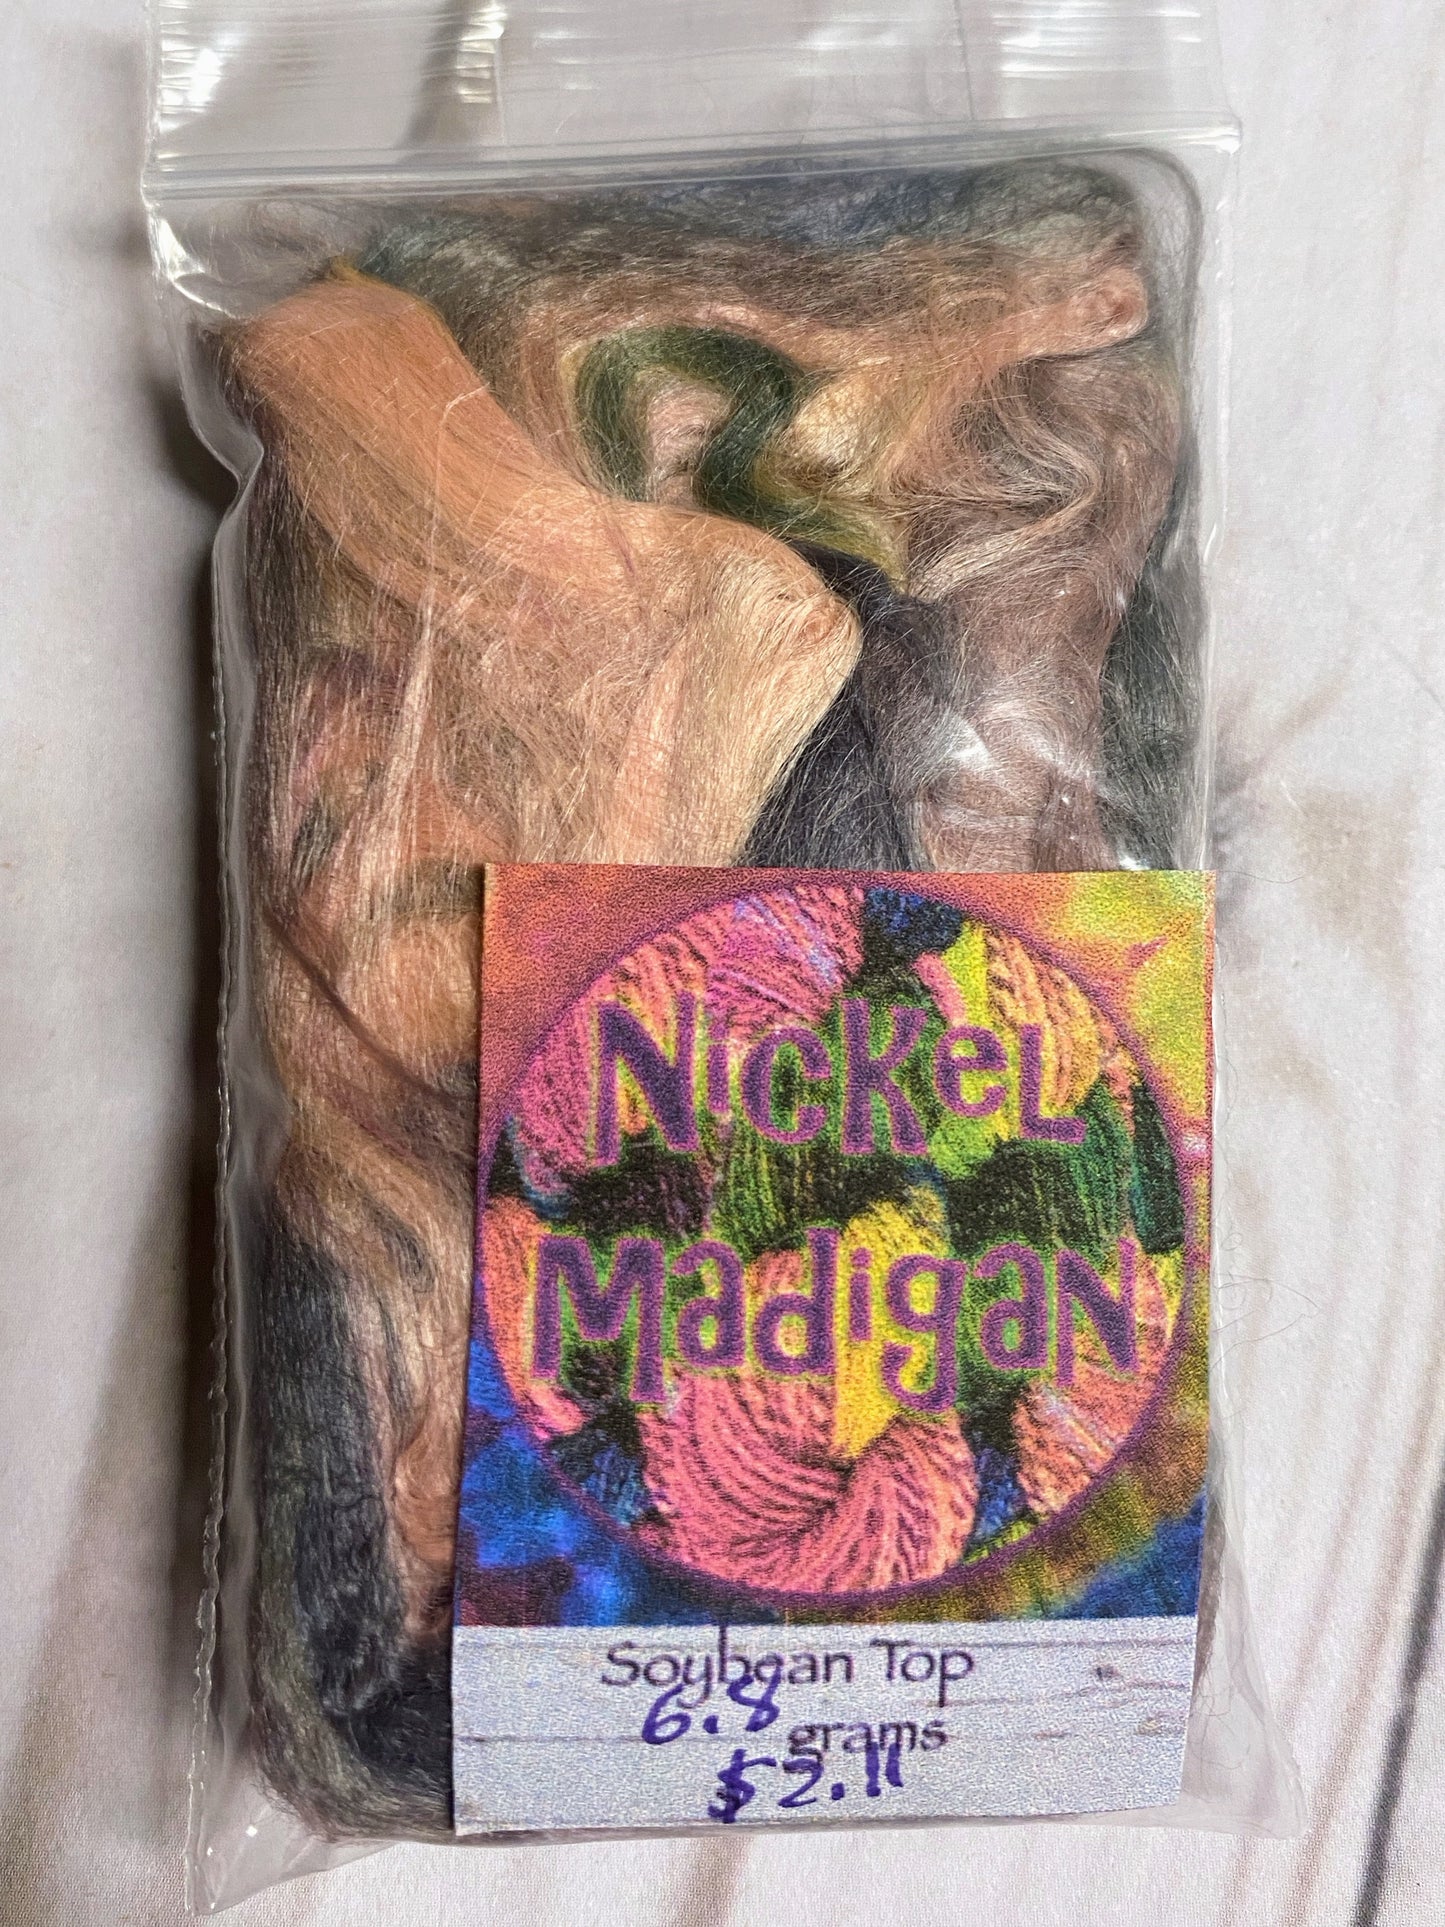 Nickel
Madigan
Soybean Top
6.8 grams
$2.11